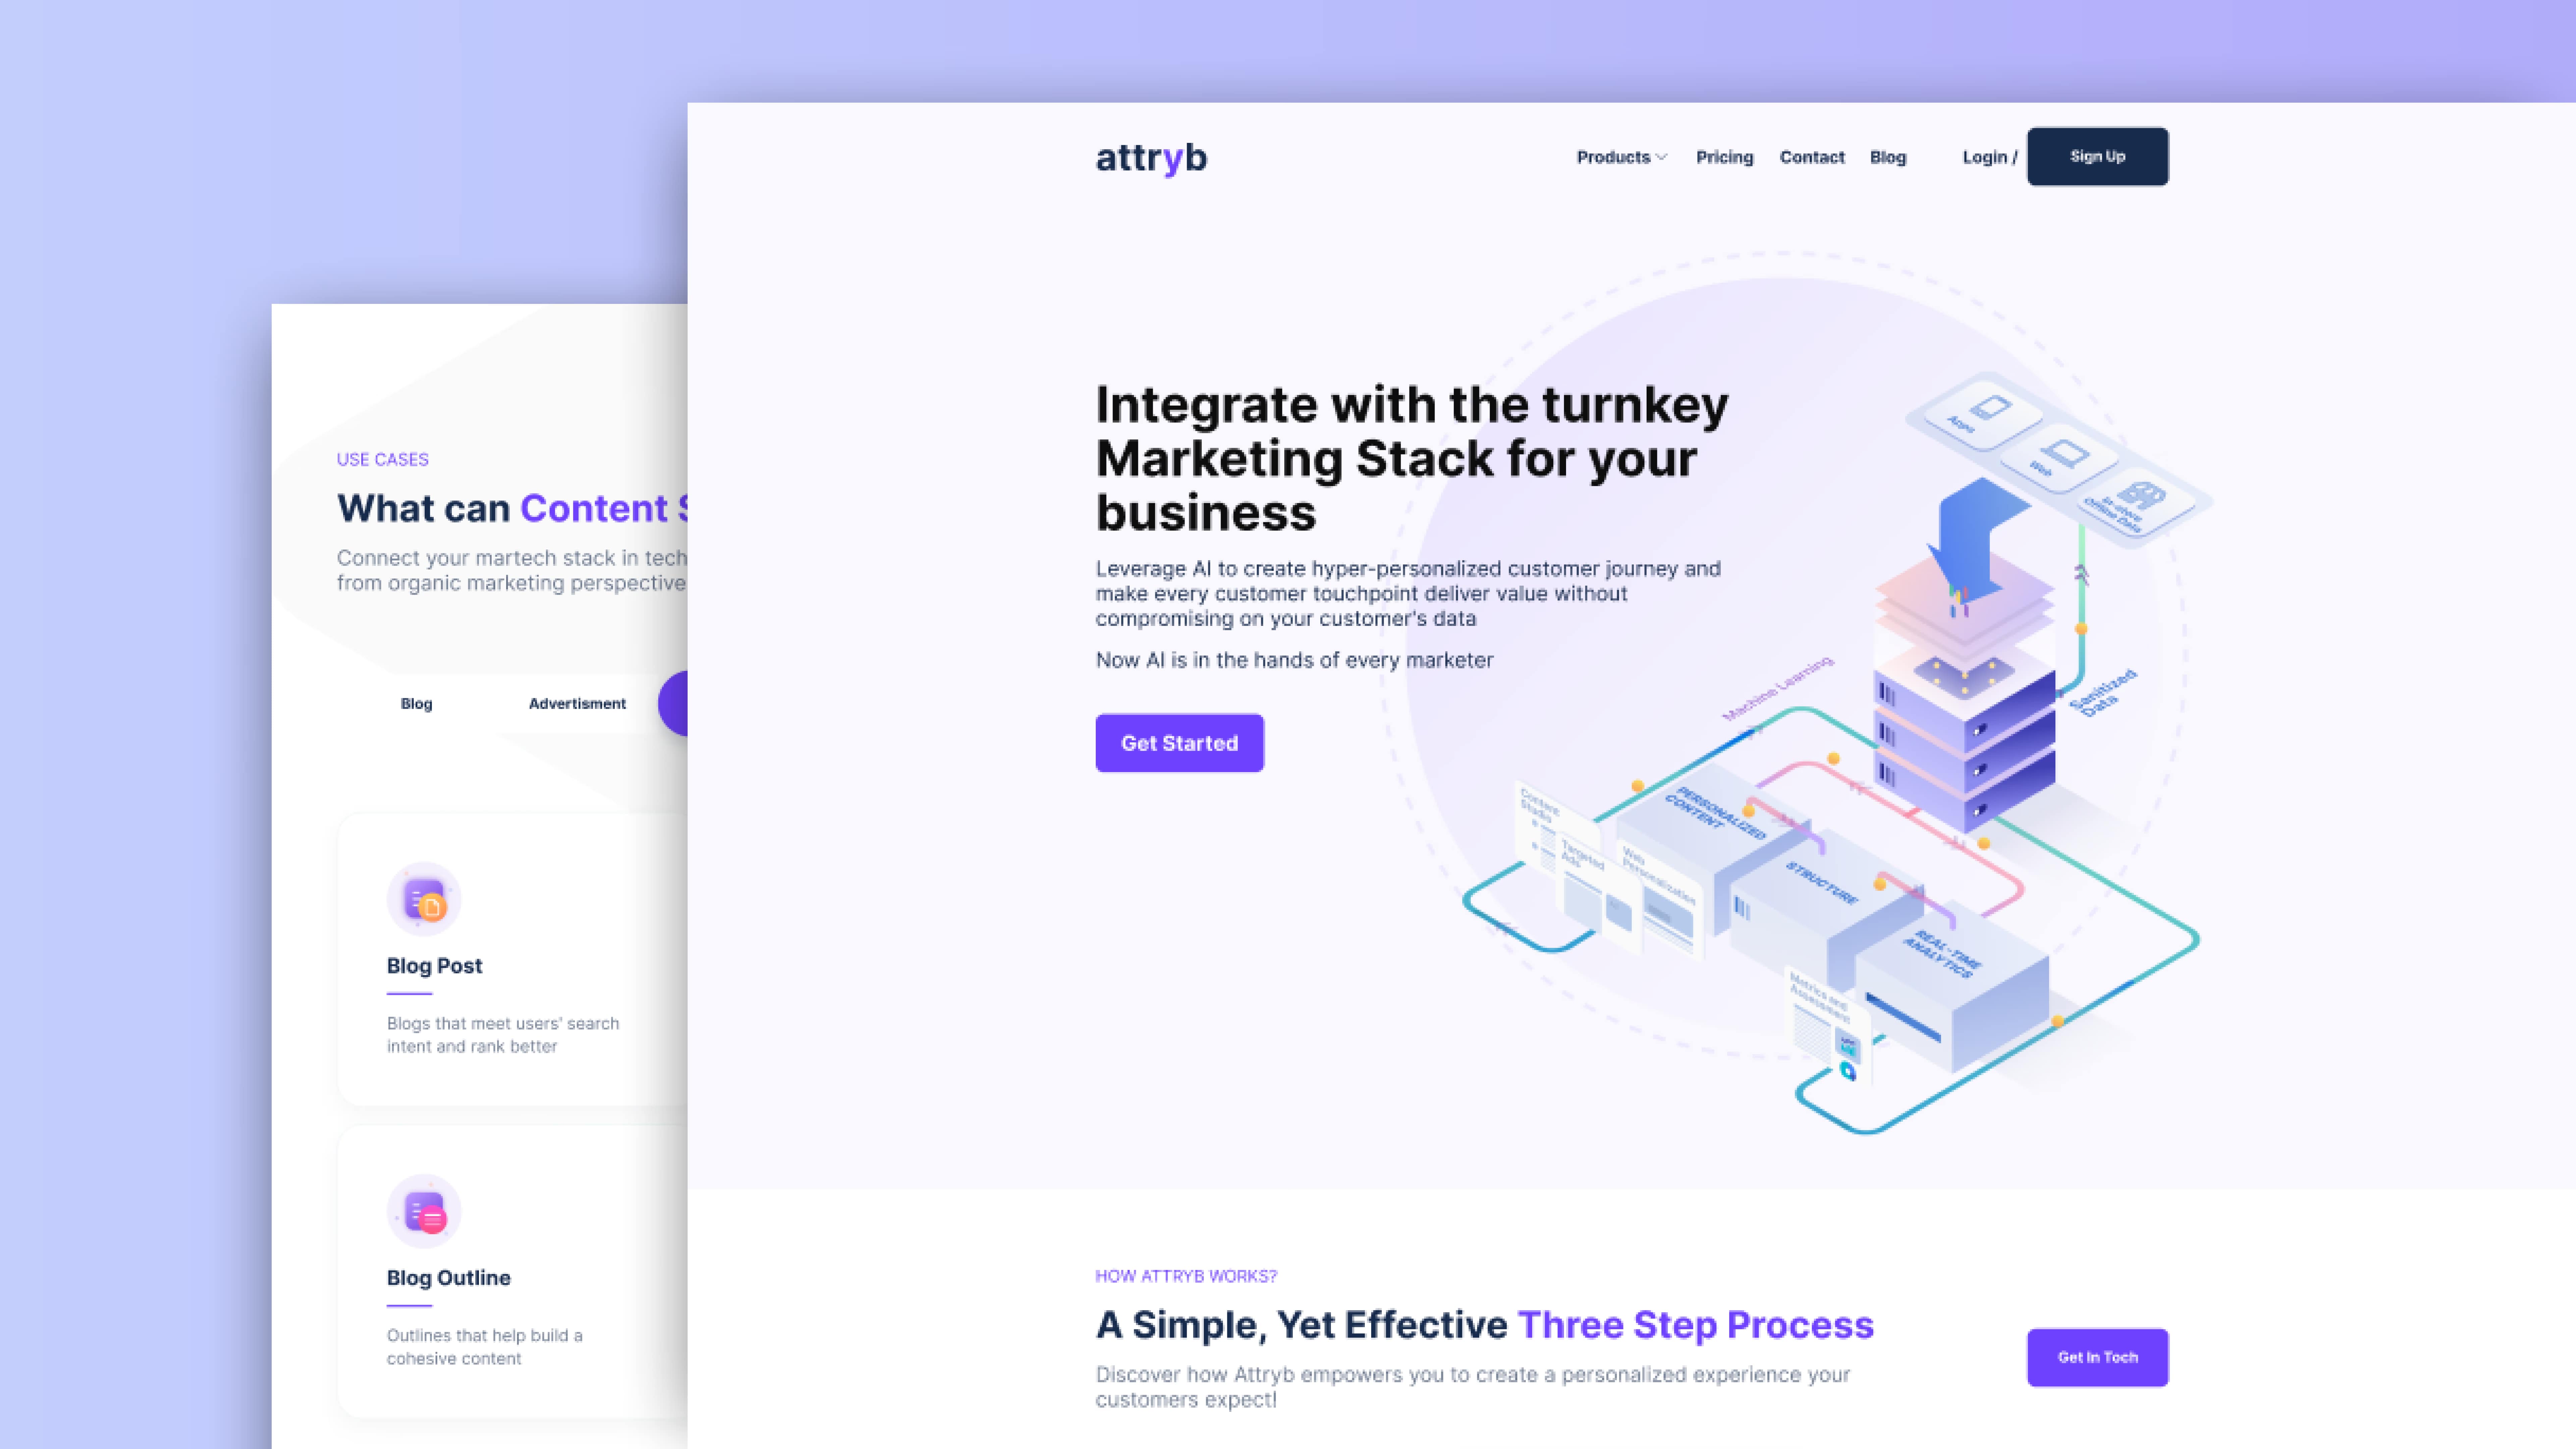 attryb
Products
Pricing
Contact
Blog
Login /
Sign Up
Integrate with the turnkey
Marketing Stack for your
business
Leverage AI to create hyper-personalized customer journey and
make every customer touchpoint deliver value without
compromising on your customer's data
Now AI is in the hands of every marketer
Get Started
Apps
Web
In-store
Offline Data
Machine Learning
Sanitized
Data
Content
Studio
Targeted
Ads
Web
Personalization
PERSONALIZED
CONTENT
STRUCTURE
REAL-TIME
ANALYTICS
Metrics and
Assessment
HOW ATTRYB WORKS?
A Simple, Yet Effective Three Step Process
Discover how Attryb empowers you to create a personalized experience your
customers expect!
Get In Toch
USE CASES
What can Content
Connect your martech stack in tech
from organic marketing perspective
Blog
Advertisment
Blog Post
Blogs that meet users' search
intent and rank better
Blog Outline
Outlines that help build a
cohesive content